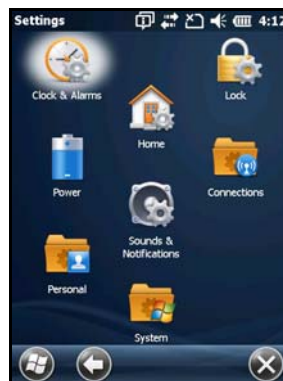 Settings 4:12
Clock & Alarms
Lock
Home
Power
Connections
Sounds & Notifications
Personal
System